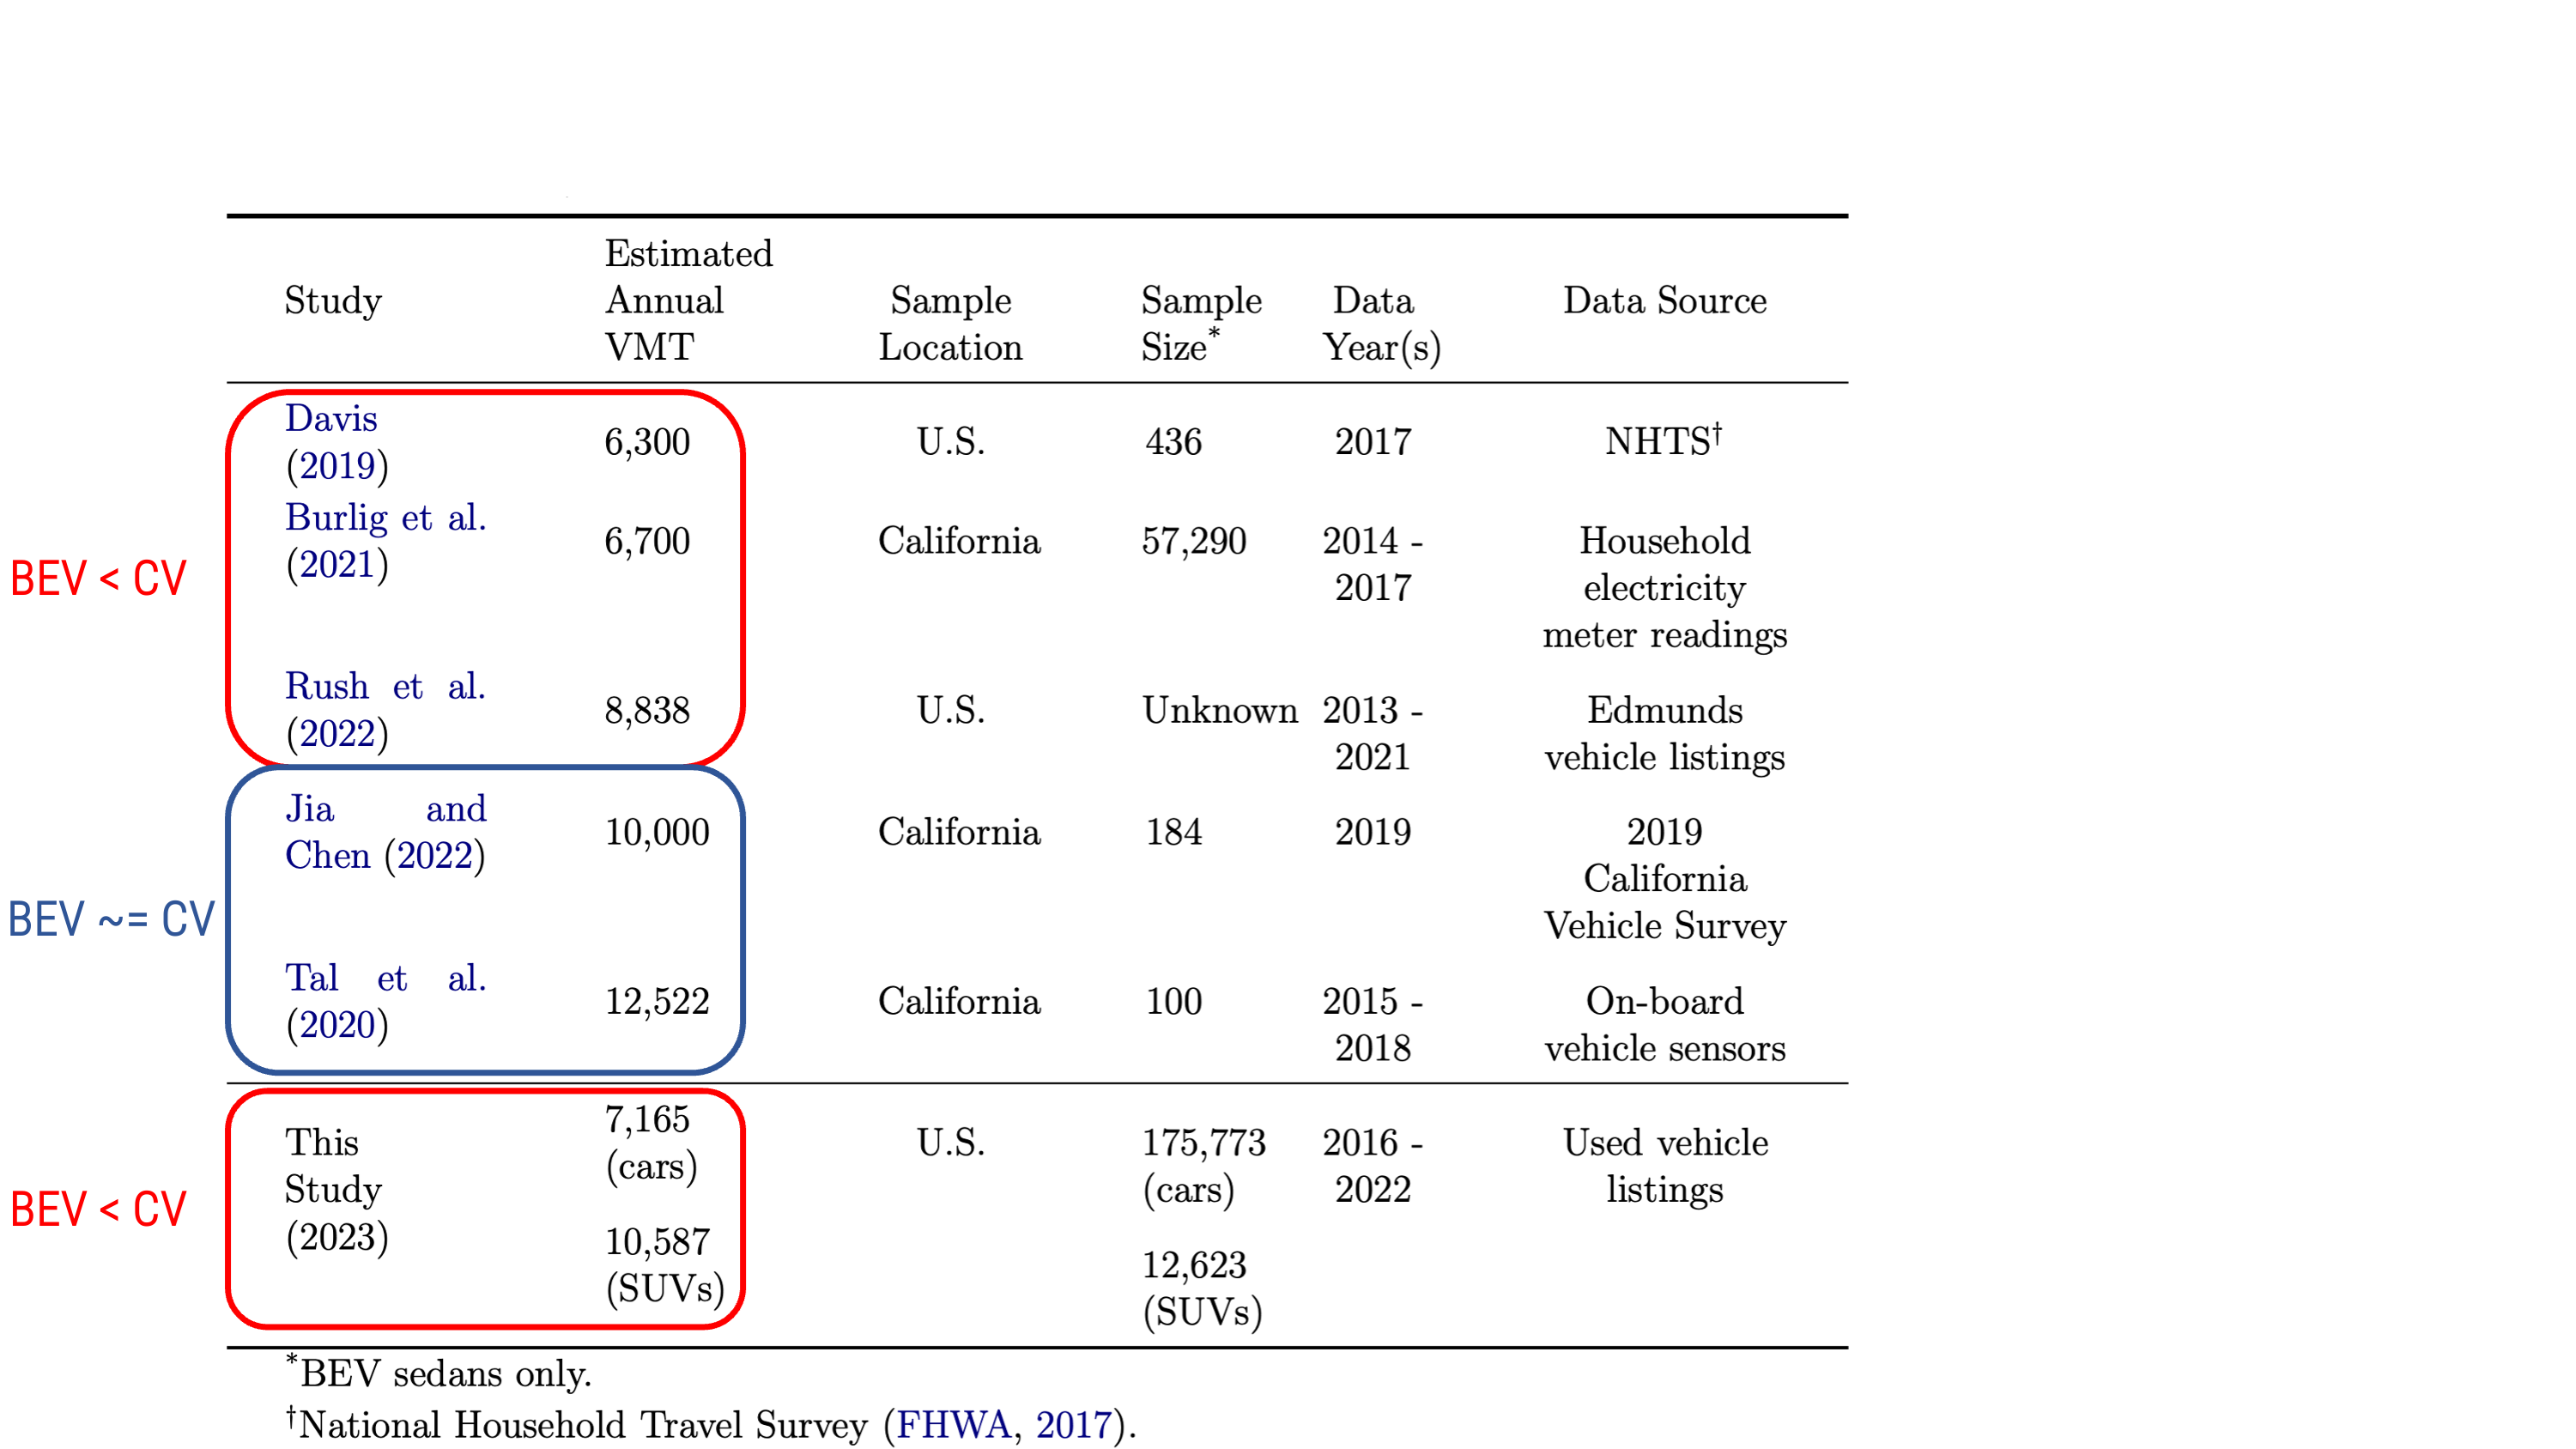 Estimated
Study Annual Sample Sample Data Data Source
VMT Location Size* Year(s)
Davis
(2019) 6,300 U.S. 436 2017 NHTS†
Burlig et al.
(2021) 6,700 California 57,290 2014 - Household
2017 electricity
meter readings
BEV < CV
Rush et al.
(2022) 8,838 U.S. Unknown 2013 - Edmunds
2021 vehicle listings
Jia and
Chen (2022) 10,000 California 184 2019 2019
California
Vehicle Survey
BEV ~= CV
Tal et al.
(2020) 12,522 California 100 2015 - On-board
2018 vehicle sensors
7,165
This (cars) U.S. 175,773 2016 - Used vehicle
Study (cars) 2022 listings
BEV < CV
(2023) 10,587 12,623
(SUVs) (SUVs)
*BEV sedans only.
†National Household Travel Survey (FHWA, 2017).